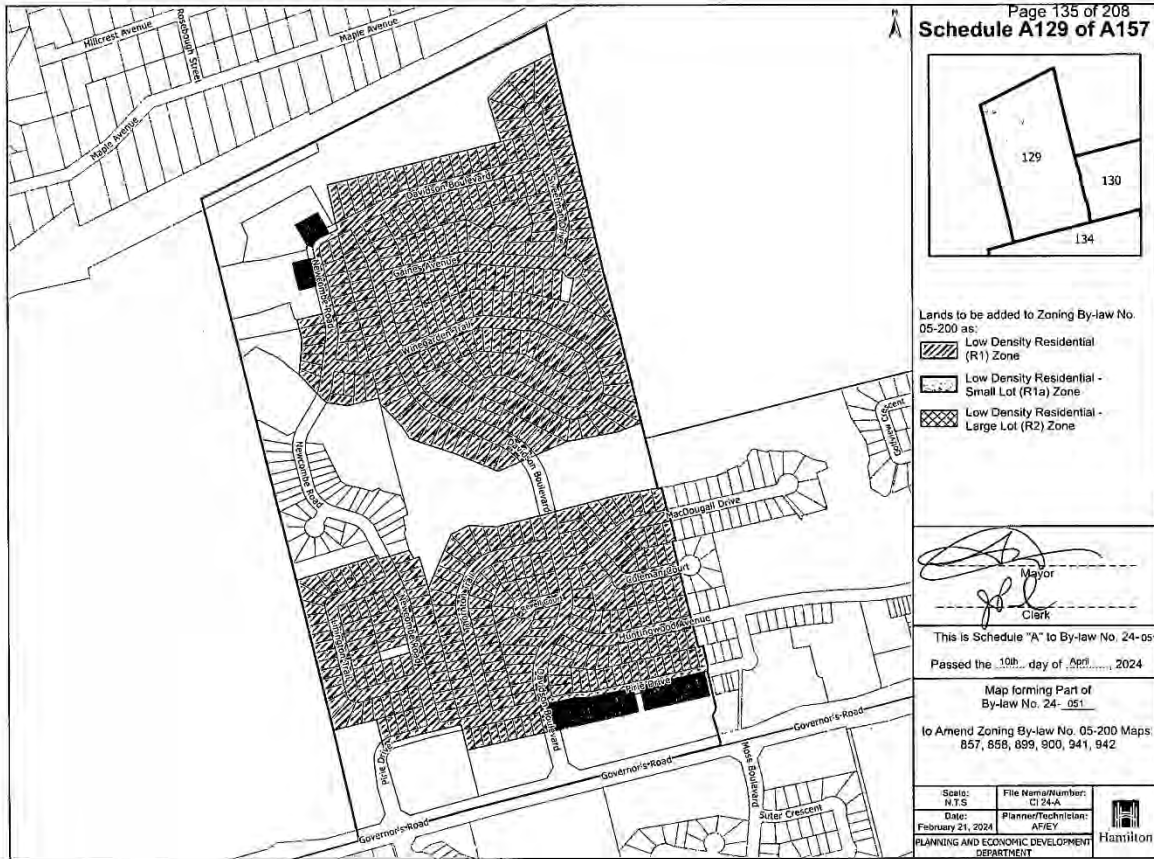 Page 135 of 208
Schedule A129 of A157
N
Hillcrest Avenue
Rosebough Street
Maple Avenue
Maple Avenue
129
130
134
Davidson Boulevard
Gaines Avenue
Newcombe Road
Winegarden Trail
Davidson Boulevard
Newcombe Road
MacDougall Drive
Coleman Court
Huntingwood Avenue
Newcombe Road
Pirie Drive
Davidson Boulevard
Pirie Drive
Governor's Road
Governor's Road
Governor's Road
Moss Boulevard
Suter Crescent
Crescent
Lands to be added to Zoning By-law No.
05-200 as:
Low Density Residential
(R1) Zone
Low Density Residential -
Small Lot (R1a) Zone
Low Density Residential -
Large Lot (R2) Zone
Mayor
Clerk
This is Schedule "A" to By-law No. 24-05
Passed the 10th day of April, 2024
Map forming Part of
By-law No. 24- 051
to Amend Zoning By-law No. 05-200 Maps
857, 858, 899, 900, 941, 942
Scale:
N.T.S
File Name/Number:
CI 24-A
Date:
February 21, 2024
Planner/Technician:
AF/EY
PLANNING AND ECONOMIC DEVELOPMENT
DEPARTMENT
Hamilton